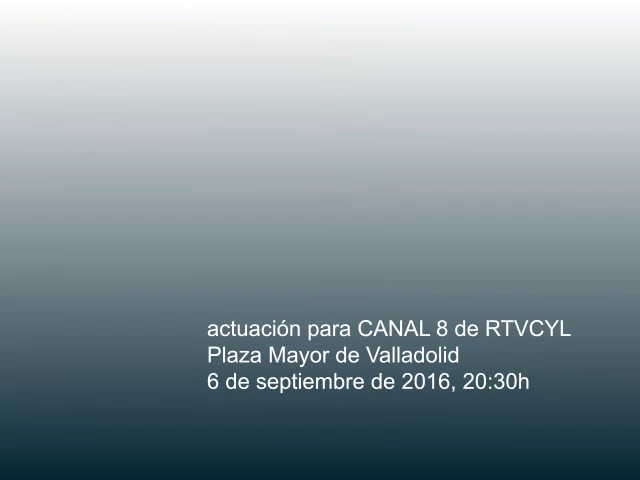 actuación para CANAL 8 de RTVCYL
Plaza Mayor de Valladolid
6 de septiembre de 2016, 20:30h